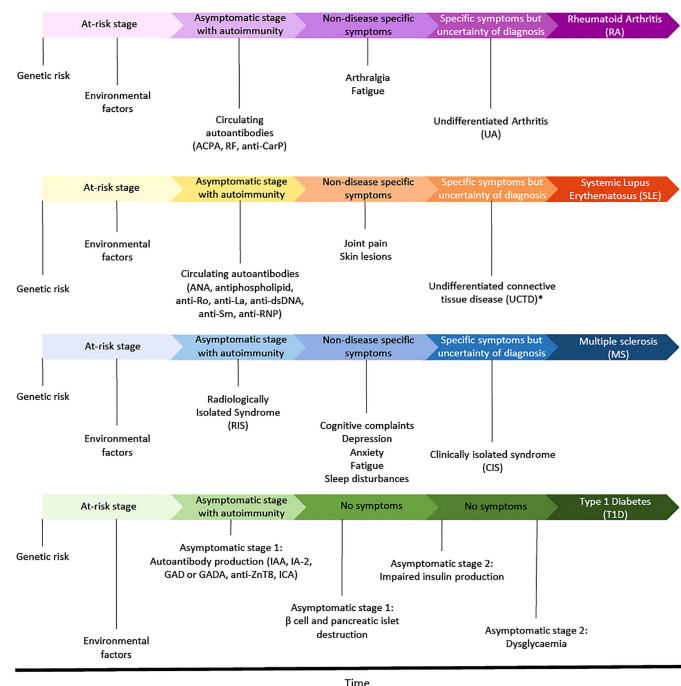 At-risk stage
Asymptomatic stage
with autoimmunity
Non-disease specific
symptoms
Specific symptoms but
uncertainty of diagnosis
Rheumatoid Arthritis
(RA)
Genetic risk
Environmental
factors
Circulating
autoantibodies
(ACPA, RF, anti-CarP)
Arthralgia
Fatigue
Undifferentiated Arthritis
(UA)
At-risk stage
Asymptomatic stage
with autoimmunity
Non-disease specific
symptoms
Specific symptoms but
uncertainty of diagnosis
Systemic Lupus
Erythematosus (SLE)
Genetic risk
Environmental
factors
Circulating autoantibodies
(ANA, antiphospholipid,
anti-Ro, anti-La, anti-dsDNA,
anti-Sm, anti-RNP)
Joint pain
Skin lesions
Undifferentiated connective
tissue disease (UCTD)*
At-risk stage
Asymptomatic stage
with autoimmunity
Non-disease specific
symptoms
Specific symptoms but
uncertainty of diagnosis
Multiple sclerosis
(MS)
Genetic risk
Environmental
factors
Radiologically
Isolated Syndrome
(RIS)
Cognitive complaints
Depression
Anxiety
Fatigue
Sleep disturbances
Clinically isolated syndrome
(CIS)
At-risk stage
Asymptomatic stage
with autoimmunity
No symptoms
No symptoms
Type 1 Diabetes
(T1D)
Genetic risk
Environmental
factors
Asymptomatic stage 1:
Autoantibody production (IAA, IA-2,
GAD or GADA, anti-ZnT8, ICA)
Asymptomatic stage 1:
β cell and pancreatic islet
destruction
Asymptomatic stage 2:
Impaired insulin production
Asymptomatic stage 2:
Dysglycaemia
Time